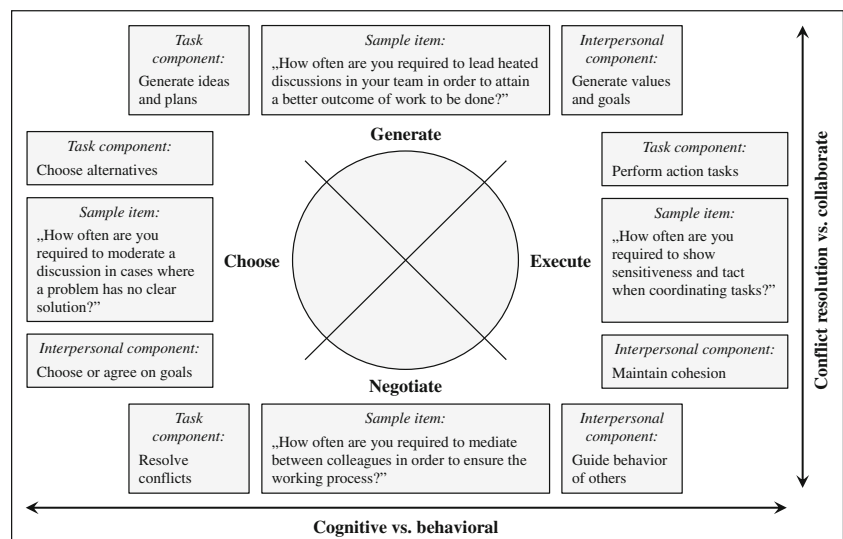 Task
component:
Generate ideas
and plans
Sample item:
„How often are you required to lead heated
discussions in your team in order to attain
a better outcome of work to be done?”
Interpersonal
component:
Generate values
and goals
Generate
Task component:
Choose alternatives
Sample item:
„How often are you
required to moderate a
discussion in cases where
a problem has no clear
solution?”
Interpersonal component:
Choose or agree on goals
Choose
Execute
Task component:
Perform action tasks
Sample item:
„How often are you
required to show
sensitiveness and tact
when coordinating tasks?”
Interpersonal component:
Maintain cohesion
Negotiate
Task
component:
Resolve
conflicts
Sample item:
„How often are you required to mediate
between colleagues in order to ensure the
working process?”
Interpersonal
component:
Guide behavior
of others
Cognitive vs. behavioral
Conflict resolution vs. collaborate